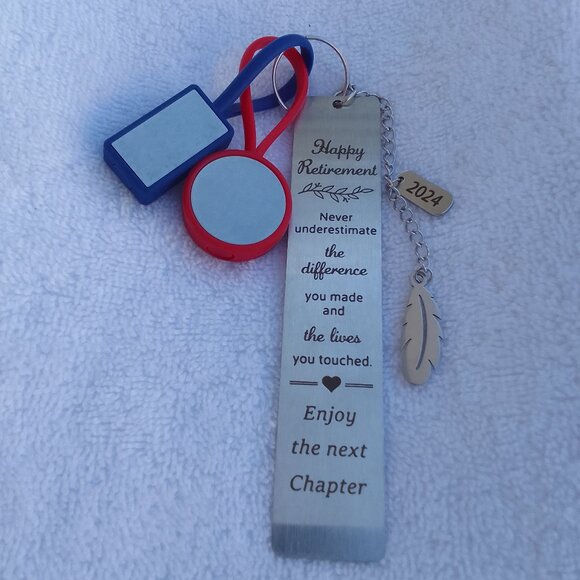 Happy
Retirement
Never
underestimate
the
difference
you made
and
the lives
you touched.
Enjoy
the next
Chapter
2024